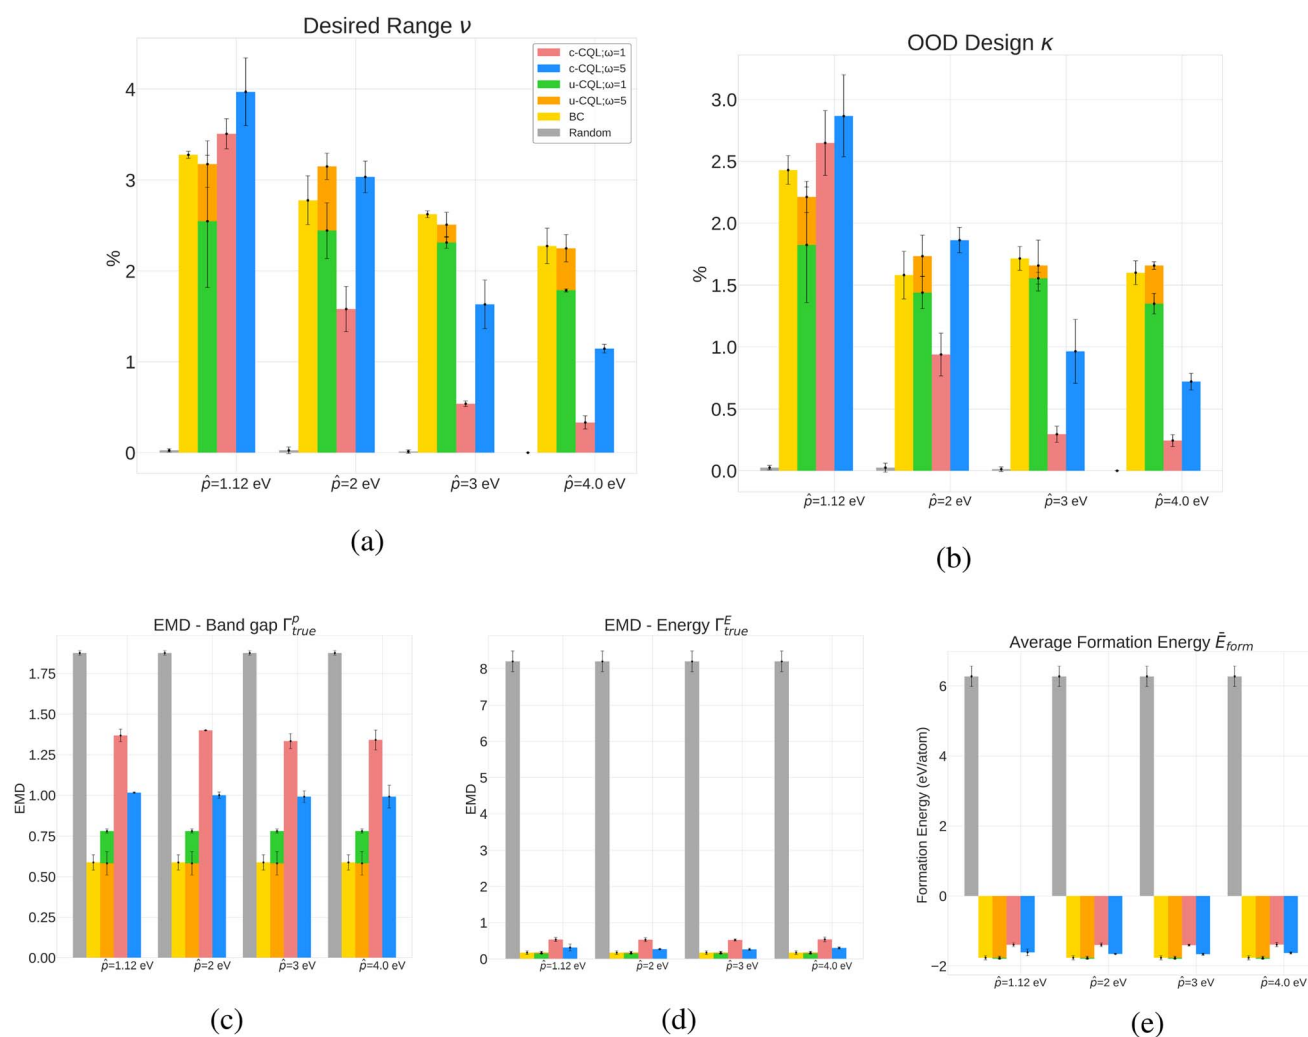 Desired Range ν
c-CQL;ω=1
c-CQL;ω=5
u-CQL;ω=1
u-CQL;ω=5
BC
Random
4
3
2
1
0
%
p̂=1.12 eV
p̂=2 eV
p̂=3 eV
p̂=4.0 eV
(a)
OOD Design κ
3.0
2.5
2.0
1.5
1.0
0.5
0.0
%
p̂=1.12 eV
p̂=2 eV
p̂=3 eV
p̂=4.0 eV
(b)
EMD - Band gap Γ^p_true
1.75
1.50
1.25
1.00
0.75
0.50
0.25
0.00
EMD
p̂=1.12 eV
p̂=2 eV
p̂=3 eV
p̂=4.0 eV
(c)
EMD - Energy Γ^E_true
8
7
6
5
4
3
2
1
0
EMD
p̂=1.12 eV
p̂=2 eV
p̂=3 eV
p̂=4.0 eV
(d)
Average Formation Energy Ē_form
6
4
2
0
−2
Formation Energy (eV/atom)
p̂=1.12 eV
p̂=2 eV
p̂=3 eV
p̂=4.0 eV
(e)